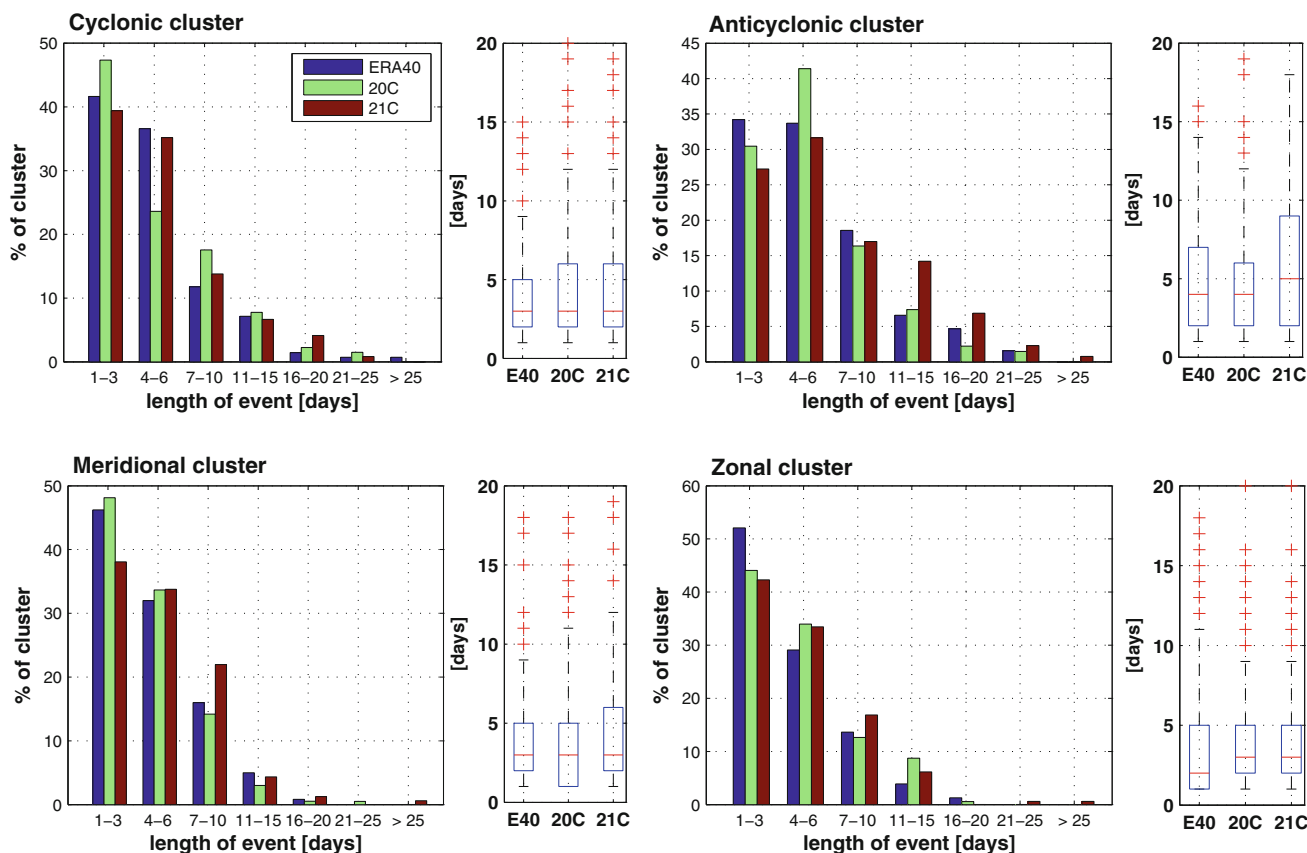 Cyclonic cluster
50
40
30
20
10
0
% of cluster
ERA40
20C
21C
1–3 4–6 7–10 11–15 16–20 21–25 > 25
length of event [days]
20
15
10
5
0
[days]
E40 20C 21C
Anticyclonic cluster
45
40
35
30
25
20
15
10
5
0
% of cluster
1–3 4–6 7–10 11–15 16–20 21–25 > 25
length of event [days]
20
15
10
5
0
[days]
E40 20C 21C
Meridional cluster
50
40
30
20
10
0
% of cluster
1–3 4–6 7–10 11–15 16–20 21–25 > 25
length of event [days]
20
15
10
5
0
[days]
E40 20C 21C
Zonal cluster
60
50
40
30
20
10
0
% of cluster
1–3 4–6 7–10 11–15 16–20 21–25 > 25
length of event [days]
20
15
10
5
0
[days]
E40 20C 21C